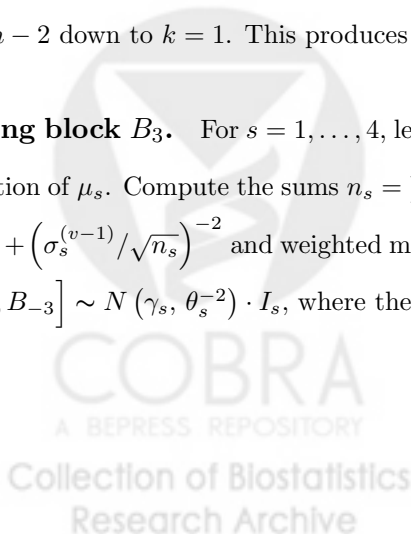 − 2 down to k = 1. This produces
ng block B₃. For s = 1, . . . , 4, le
tion of μₛ. Compute the sums nₛ =
+ (σₛ^(v−1)/√nₛ)^−2 and weighted m
B₋₃] ∼ N (γₛ, θₛ^−2) · Iₛ, where the
COBRA
A BEPRESS REPOSITORY
Collection of Biostatistics
Research Archive